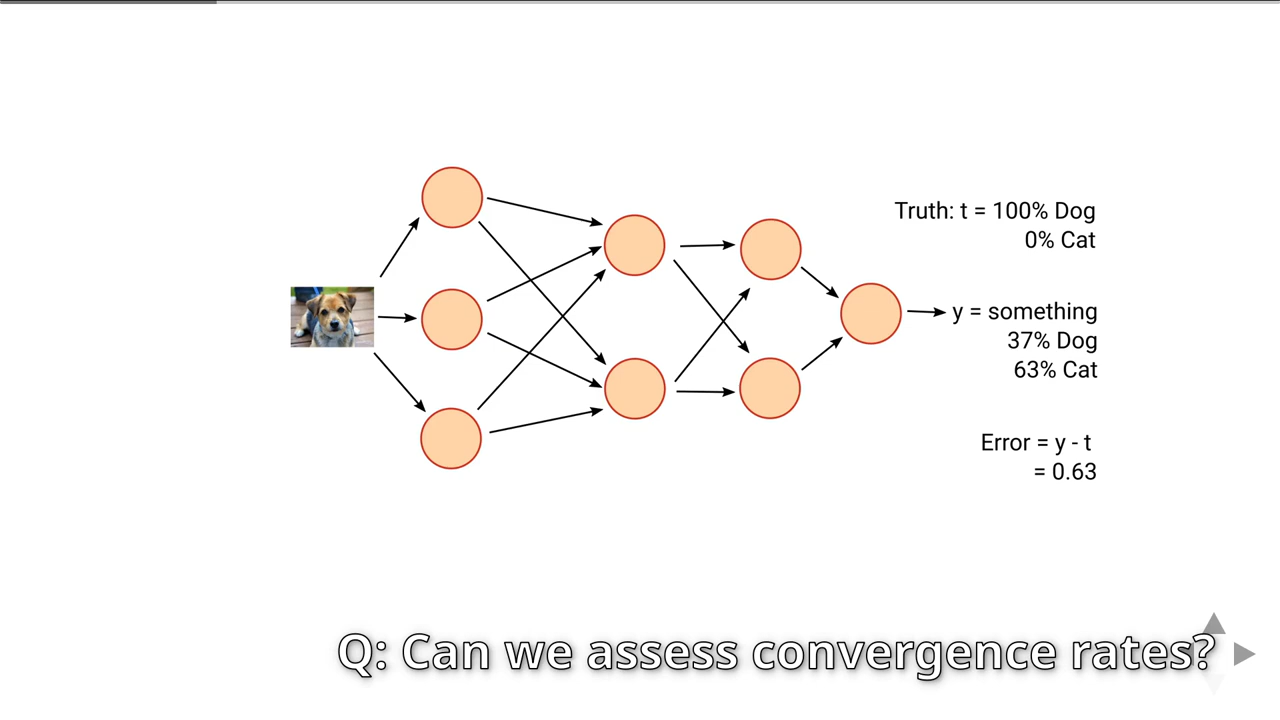 Truth: t = 100% Dog
0% Cat
y = something
37% Dog
63% Cat
Error = y - t
= 0.63
Q: Can we assess convergence rates?